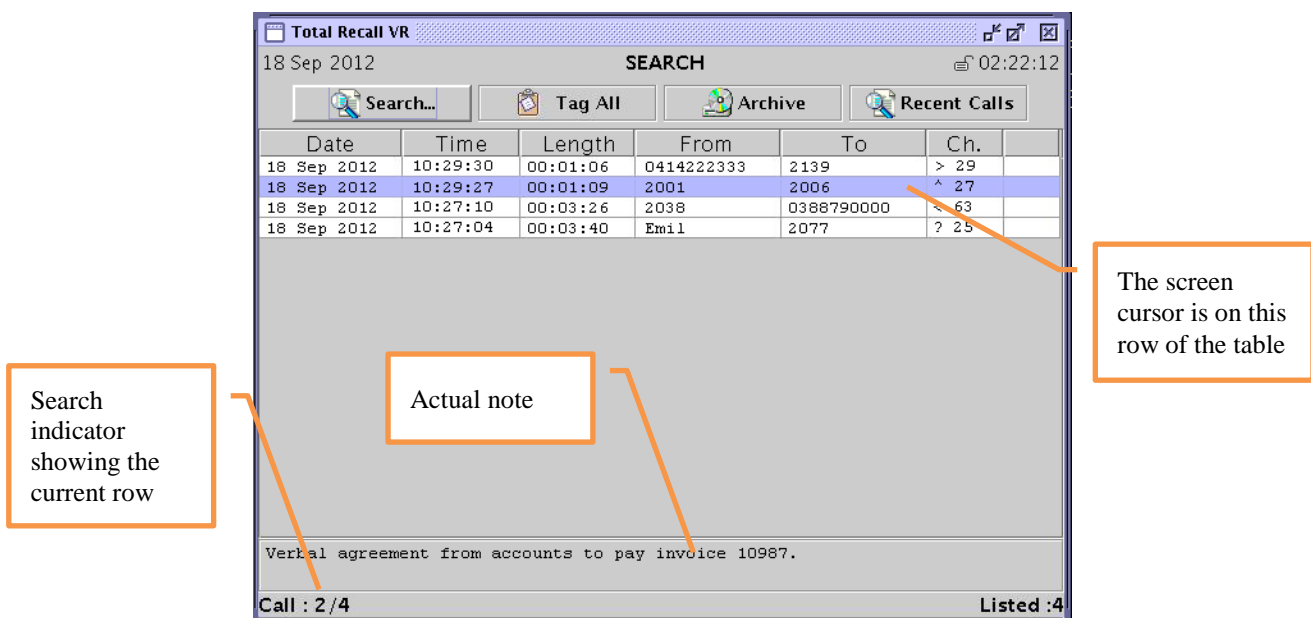 Total Recall VR
18 Sep 2012 SEARCH 02:22:12
Search... Tag All Archive Recent Calls
Date Time Length From To Ch.
18 Sep 2012 10:29:30 00:01:06 0414222333 2139 > 29
18 Sep 2012 10:29:27 00:01:09 2001 2006 ^ 27
18 Sep 2012 10:27:10 00:03:26 2038 0388790000 < 63
18 Sep 2012 10:27:04 00:03:40 Emil 2077 ? 25
The screen
cursor is on this
row of the table
Actual note
Search
indicator
showing the
current row
Verbal agreement from accounts to pay invoice 10987.
Call : 2/4 Listed :4